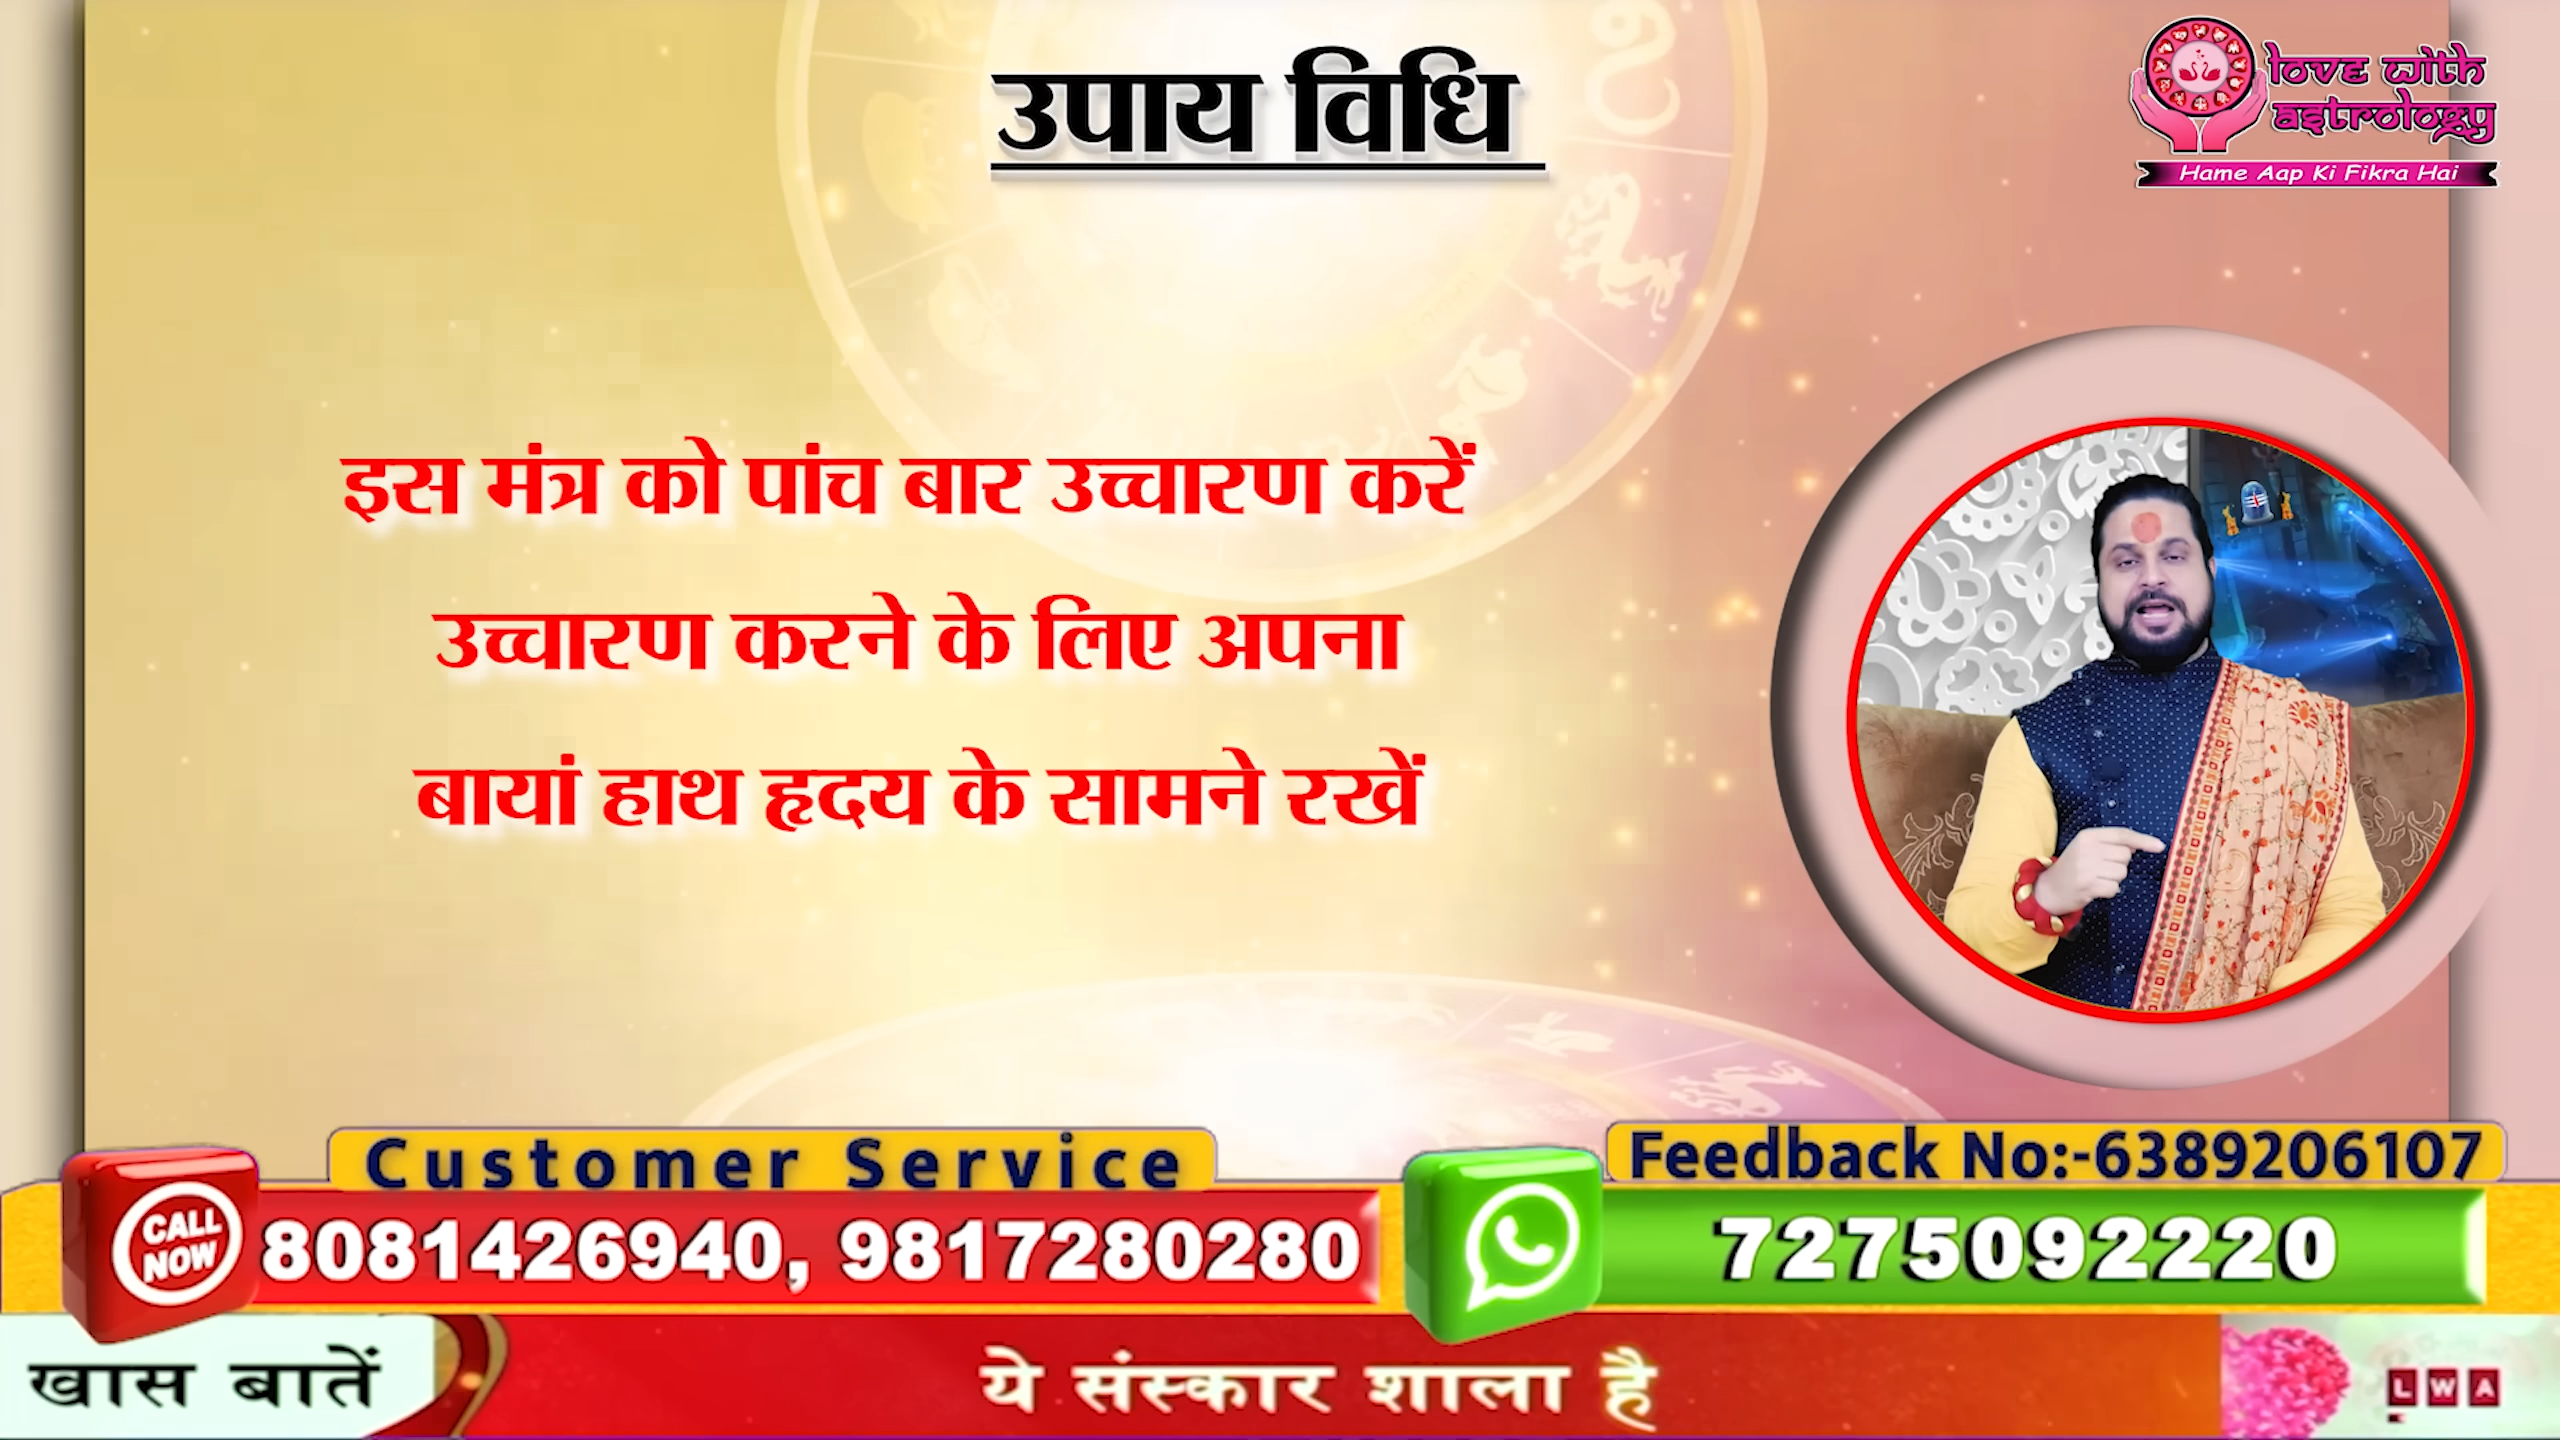 उपाय विधि
love with
astrology
Hame Aap Ki Fikra Hai
इस मंत्र को पांच बार उच्चारण करें
उच्चारण करने के लिए अपना
बायां हाथ हृदय के सामने रखें
Customer Service
Feedback No:-6389206107
CALL
NOW
8081426940, 9817280280
7275092220
खास बातें
ये संस्कार शाला है
LWA